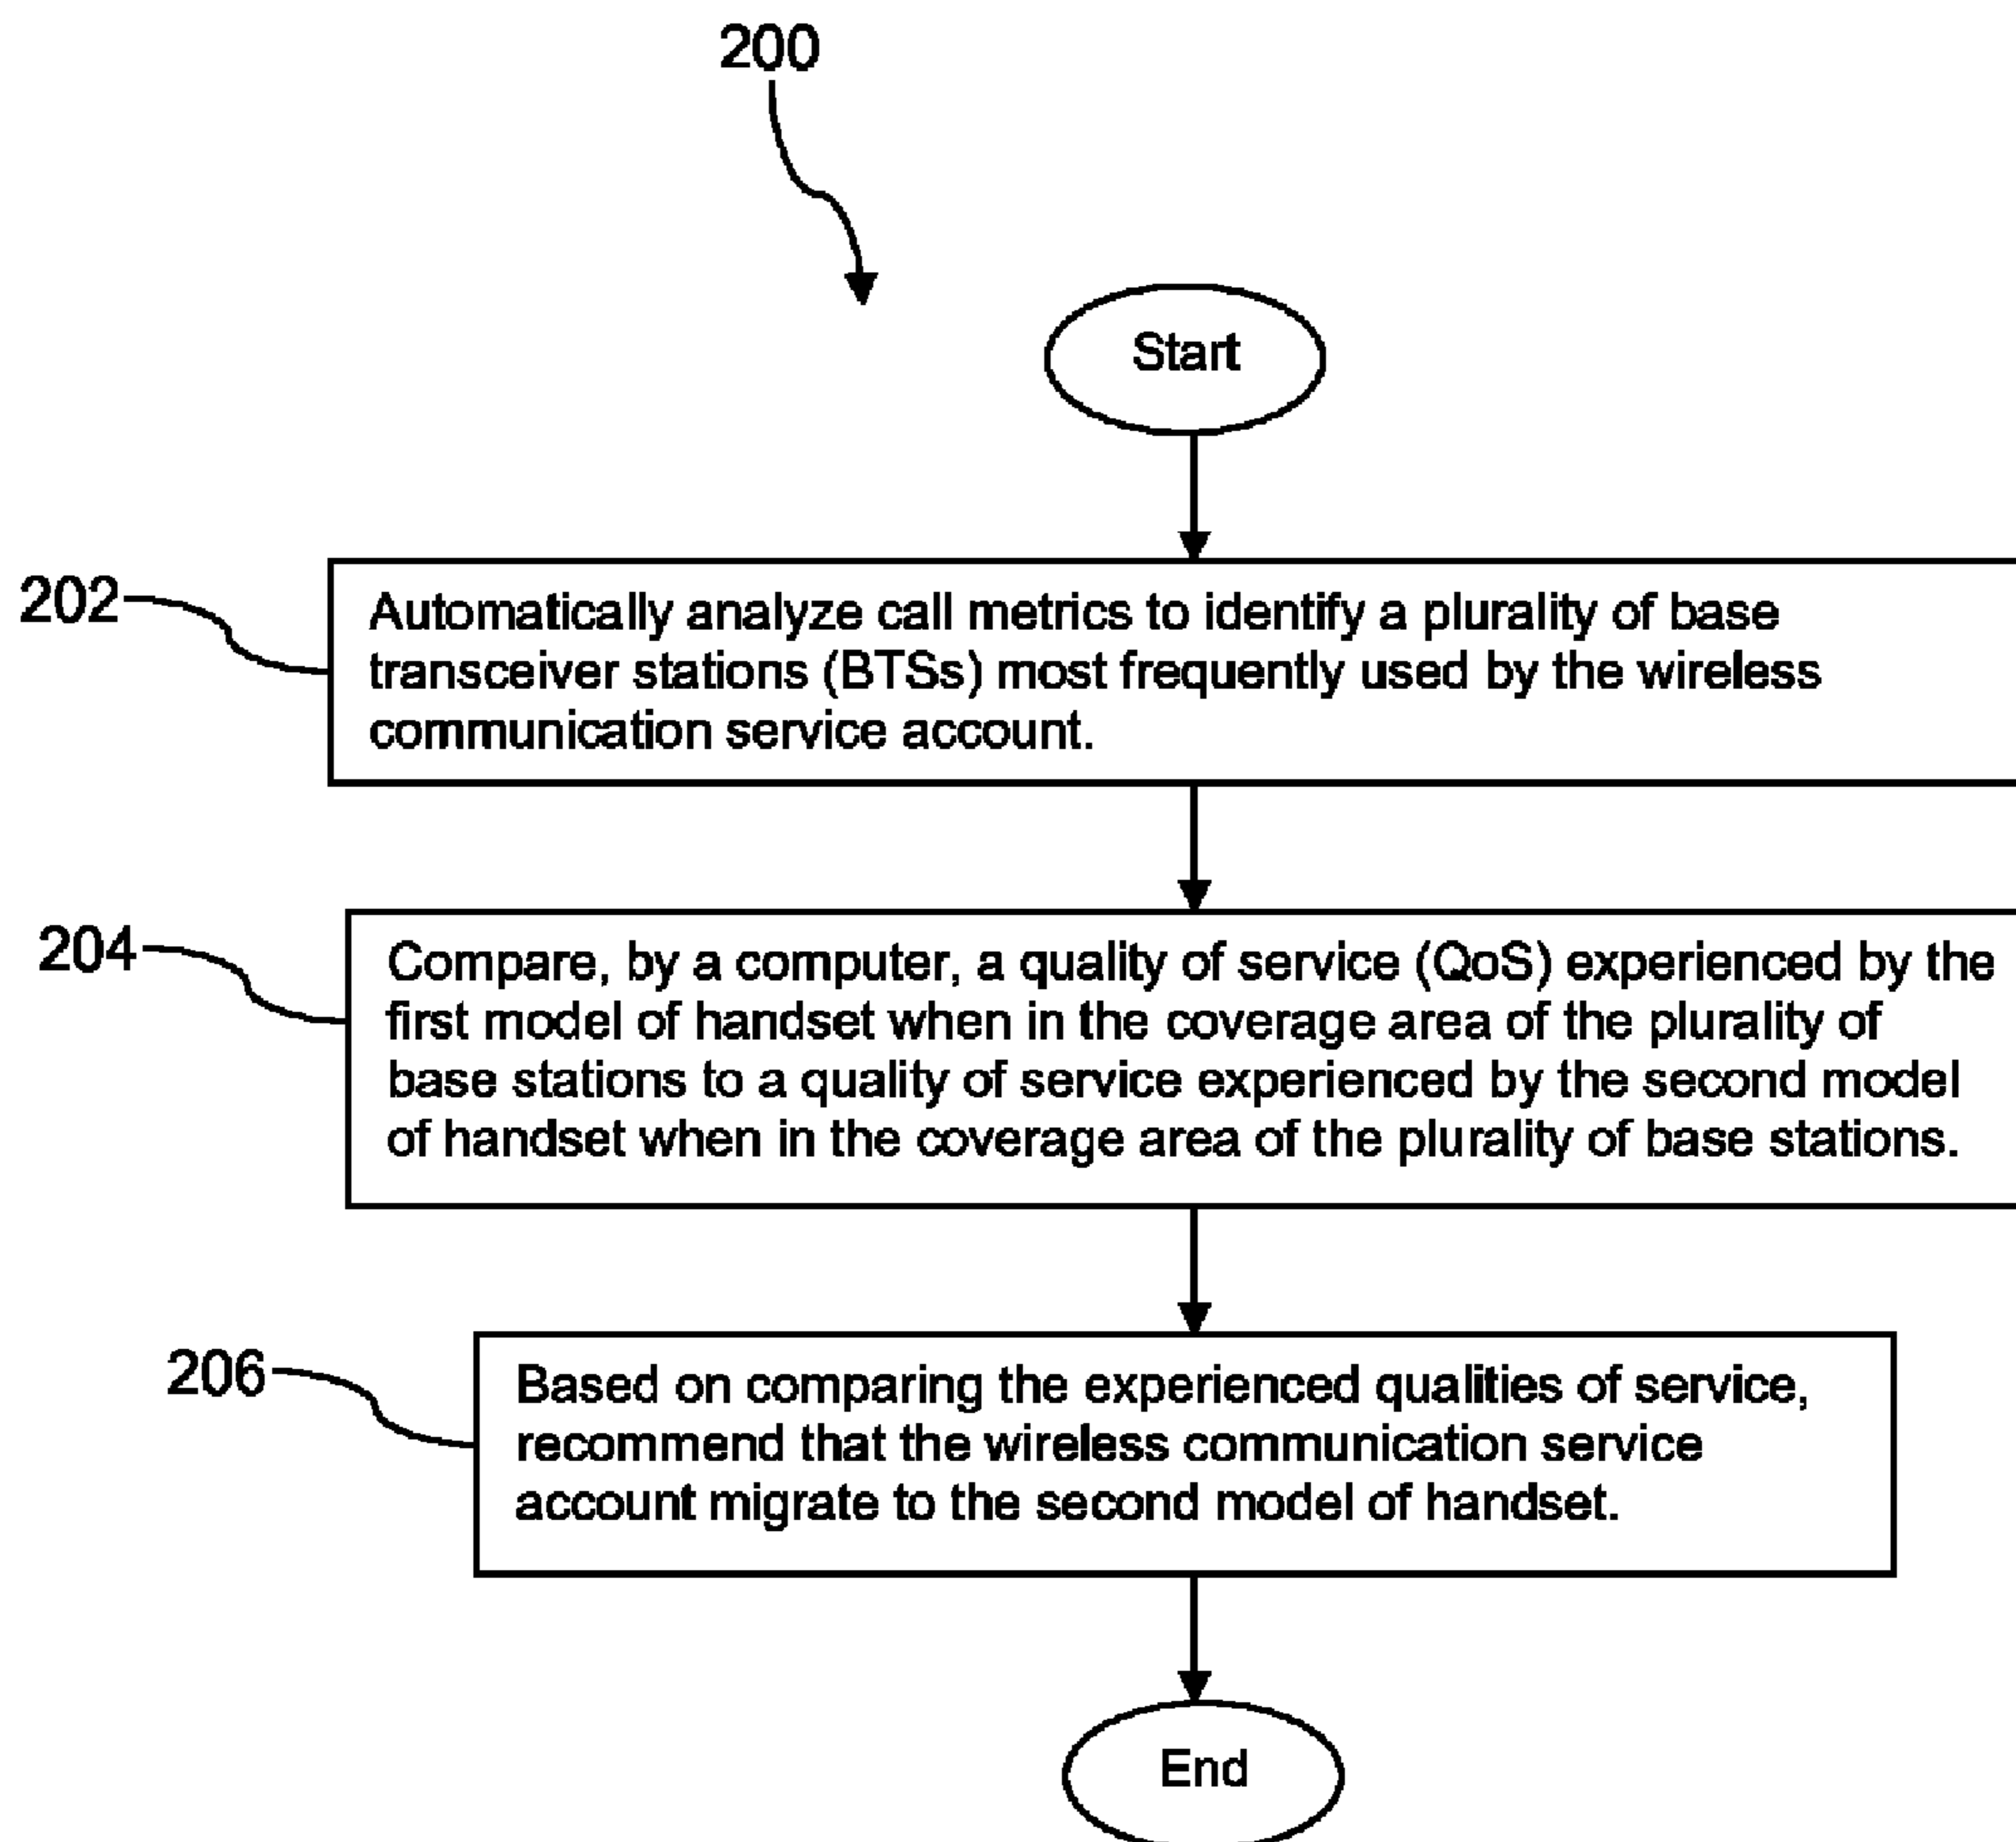 200
Start
202
Automatically analyze call metrics to identify a plurality of base
transceiver stations (BTSs) most frequently used by the wireless
communication service account.
204
Compare, by a computer, a quality of service (QoS) experienced by the
first model of handset when in the coverage area of the plurality of
base stations to a quality of service experienced by the second model
of handset when in the coverage area of the plurality of base stations.
206
Based on comparing the experienced qualities of service,
recommend that the wireless communication service
account migrate to the second model of handset.
End